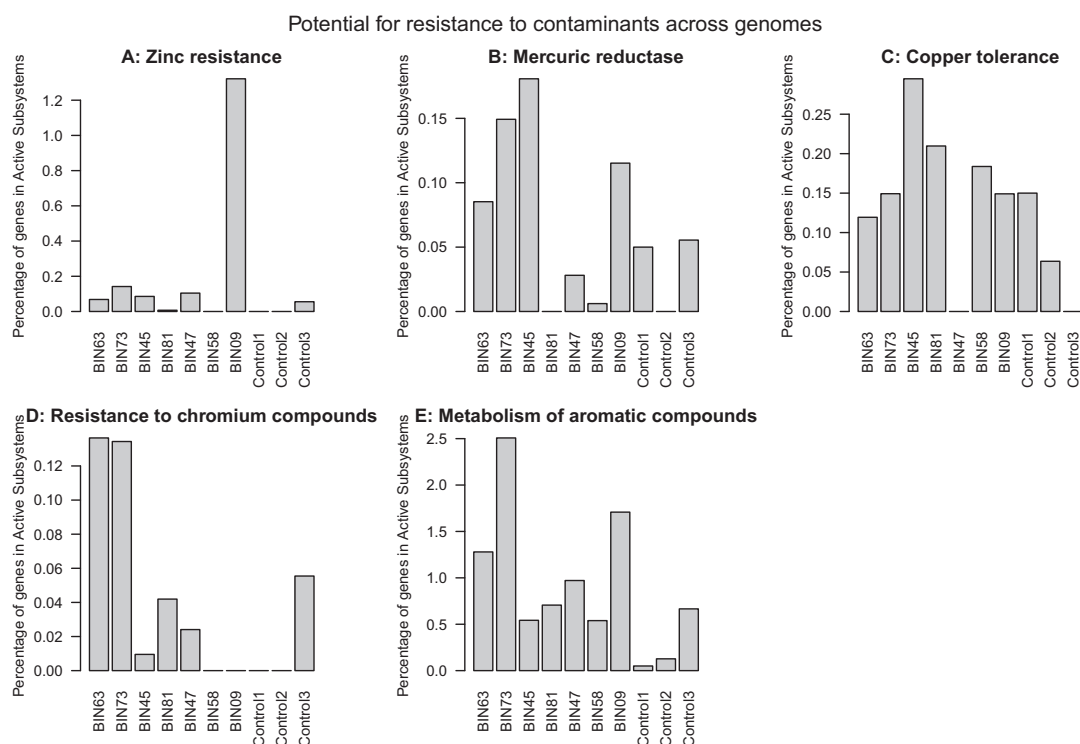 Potential for resistance to contaminants across genomes
A: Zinc resistance
Percentage of genes in Active Subsystems
1.2
1.0
0.8
0.6
0.4
0.2
0.0
BIN63
BIN73
BIN45
BIN81
BIN47
BIN58
BIN09
Control1
Control2
Control3
B: Mercuric reductase
Percentage of genes in Active Subsystems
0.15
0.10
0.05
0.00
BIN63
BIN73
BIN45
BIN81
BIN47
BIN58
BIN09
Control1
Control2
Control3
C: Copper tolerance
Percentage of genes in Active Subsystems
0.25
0.20
0.15
0.10
0.05
0.00
BIN63
BIN73
BIN45
BIN81
BIN47
BIN58
BIN09
Control1
Control2
Control3
D: Resistance to chromium compounds
Percentage of genes in Active Subsystems
0.12
0.10
0.08
0.06
0.04
0.02
0.00
BIN63
BIN73
BIN45
BIN81
BIN47
BIN58
BIN09
Control1
Control2
Control3
E: Metabolism of aromatic compounds
Percentage of genes in Active Subsystems
2.5
2.0
1.5
1.0
0.5
0.0
BIN63
BIN73
BIN45
BIN81
BIN47
BIN58
BIN09
Control1
Control2
Control3